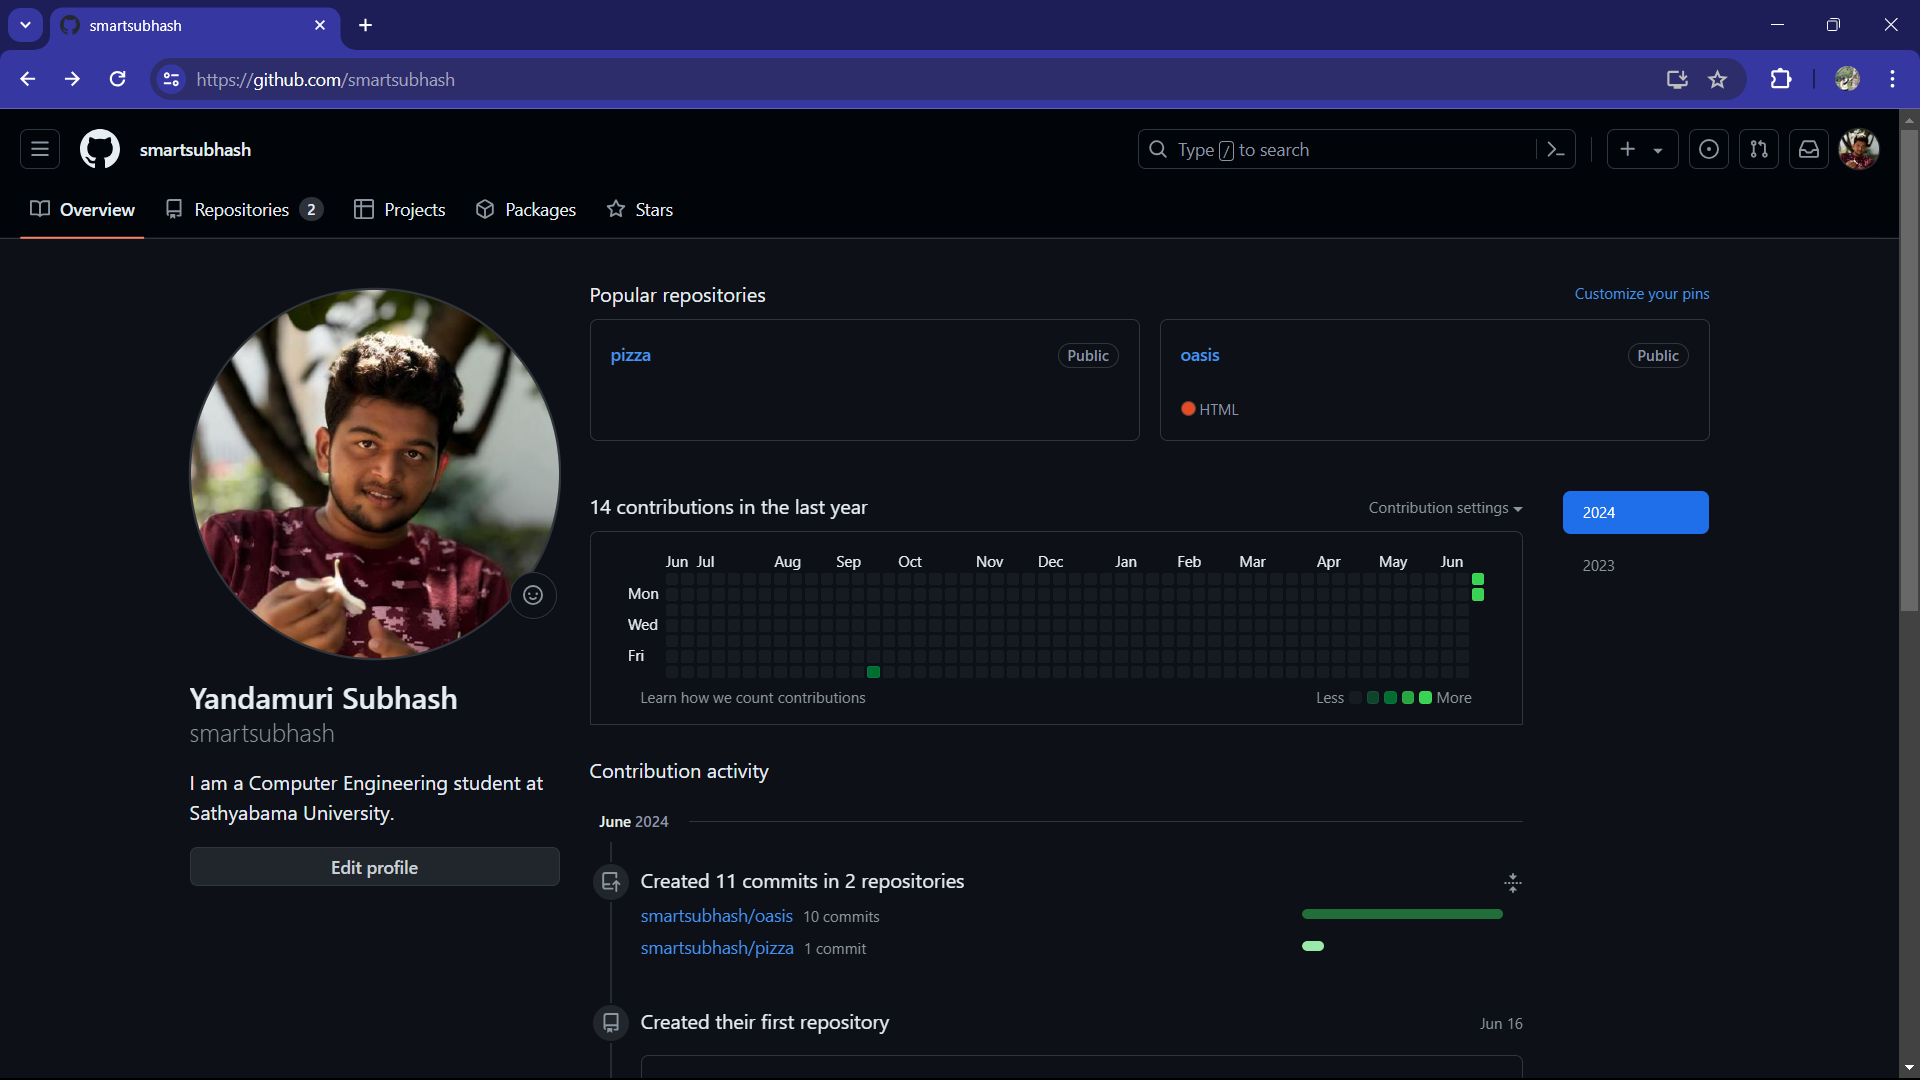 smartsubhash
https://github.com/smartsubhash
smartsubhash
Type / to search
Overview
Repositories 2
Projects
Packages
Stars
Popular repositories
Customize your pins
pizza
Public
oasis
Public
HTML
14 contributions in the last year
Contribution settings
2024
2023
Jun Jul Aug Sep Oct Nov Dec Jan Feb Mar Apr May Jun
Mon
Wed
Fri
Learn how we count contributions
Less
More
Yandamuri Subhash
smartsubhash
I am a Computer Engineering student at
Sathyabama University.
Edit profile
Contribution activity
June 2024
Created 11 commits in 2 repositories
smartsubhash/oasis 10 commits
smartsubhash/pizza 1 commit
Created their first repository
Jun 16